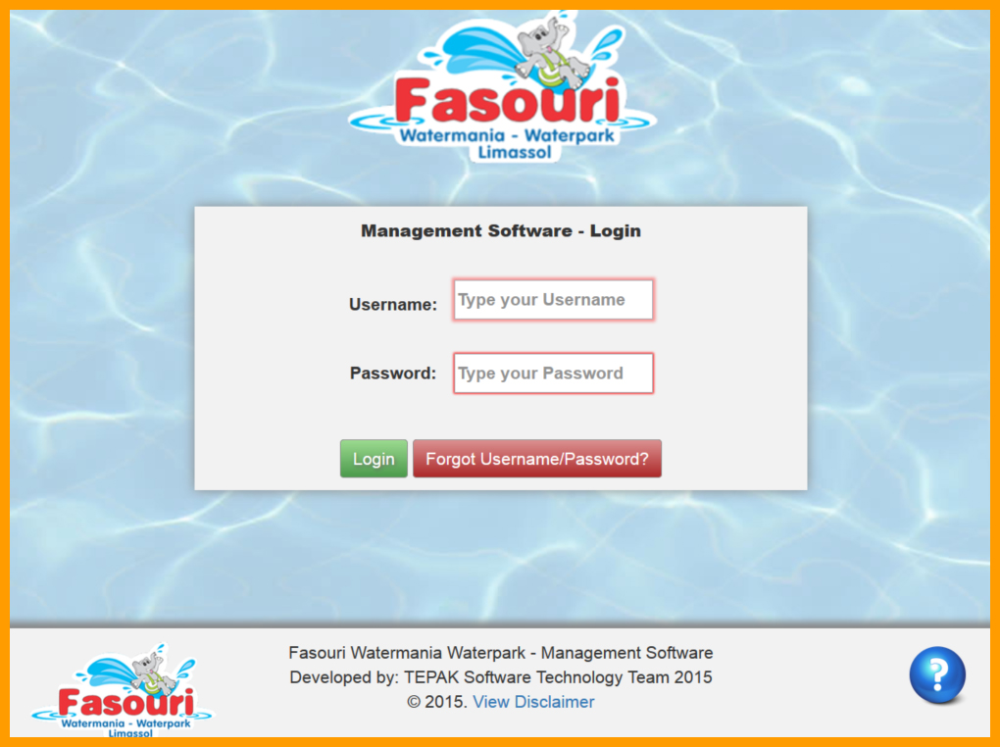 Fasouri
Watermania - Waterpark
Limassol
Management Software - Login
Username:
Type your Username
Password:
Type your Password
Login
Forgot Username/Password?
Fasouri
Watermania - Waterpark
Limassol
Fasouri Watermania Waterpark - Management Software
Developed by: TEPAK Software Technology Team 2015
© 2015. View Disclaimer
?